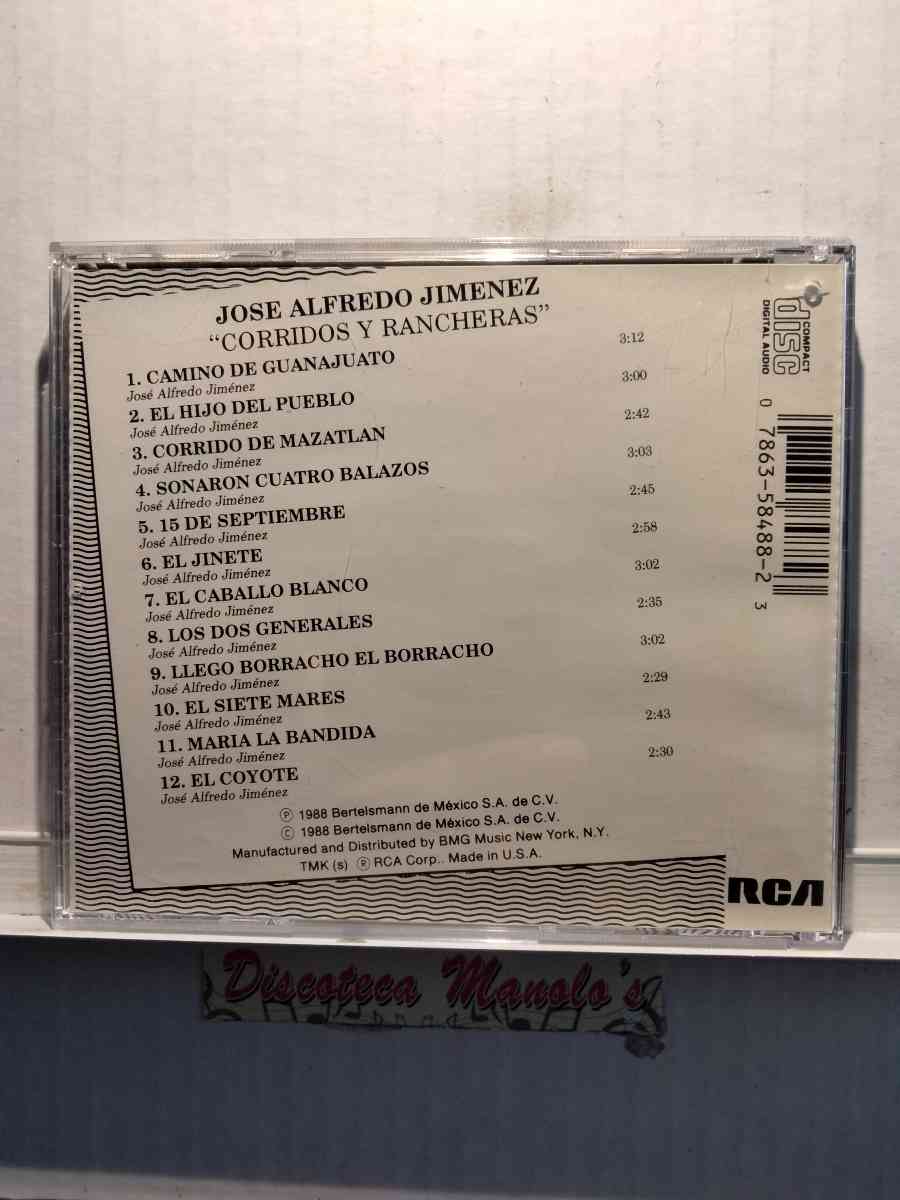 JOSE ALFREDO JIMENEZ
“CORRIDOS Y RANCHERAS”
1. CAMINO DE GUANAJUATO 3:12
José Alfredo Jiménez
2. EL HIJO DEL PUEBLO 3:00
José Alfredo Jiménez
3. CORRIDO DE MAZATLAN 2:42
José Alfredo Jiménez
4. SONARON CUATRO BALAZOS 3:03
José Alfredo Jiménez
5. 15 DE SEPTIEMBRE 2:45
José Alfredo Jiménez
6. EL JINETE 2:58
José Alfredo Jiménez
7. EL CABALLO BLANCO 3:02
José Alfredo Jiménez
8. LOS DOS GENERALES 2:35
José Alfredo Jiménez
9. LLEGO BORRACHO EL BORRACHO 3:02
José Alfredo Jiménez
10. EL SIETE MARES 2:29
José Alfredo Jiménez
11. MARIA LA BANDIDA 2:43
José Alfredo Jiménez
12. EL COYOTE 2:30
José Alfredo Jiménez
Ⓟ 1988 Bertelsmann de México S.A. de C.V.
Ⓒ 1988 Bertelsmann de México S.A. de C.V.
Manufactured and Distributed by BMG Music New York, N.Y.
TMK (s) Ⓡ RCA Corp.. Made in U.S.A.
COMPACT
disc
DIGITAL AUDIO
0 7863-58488-2 3
RCA
Discoteca Manolo's